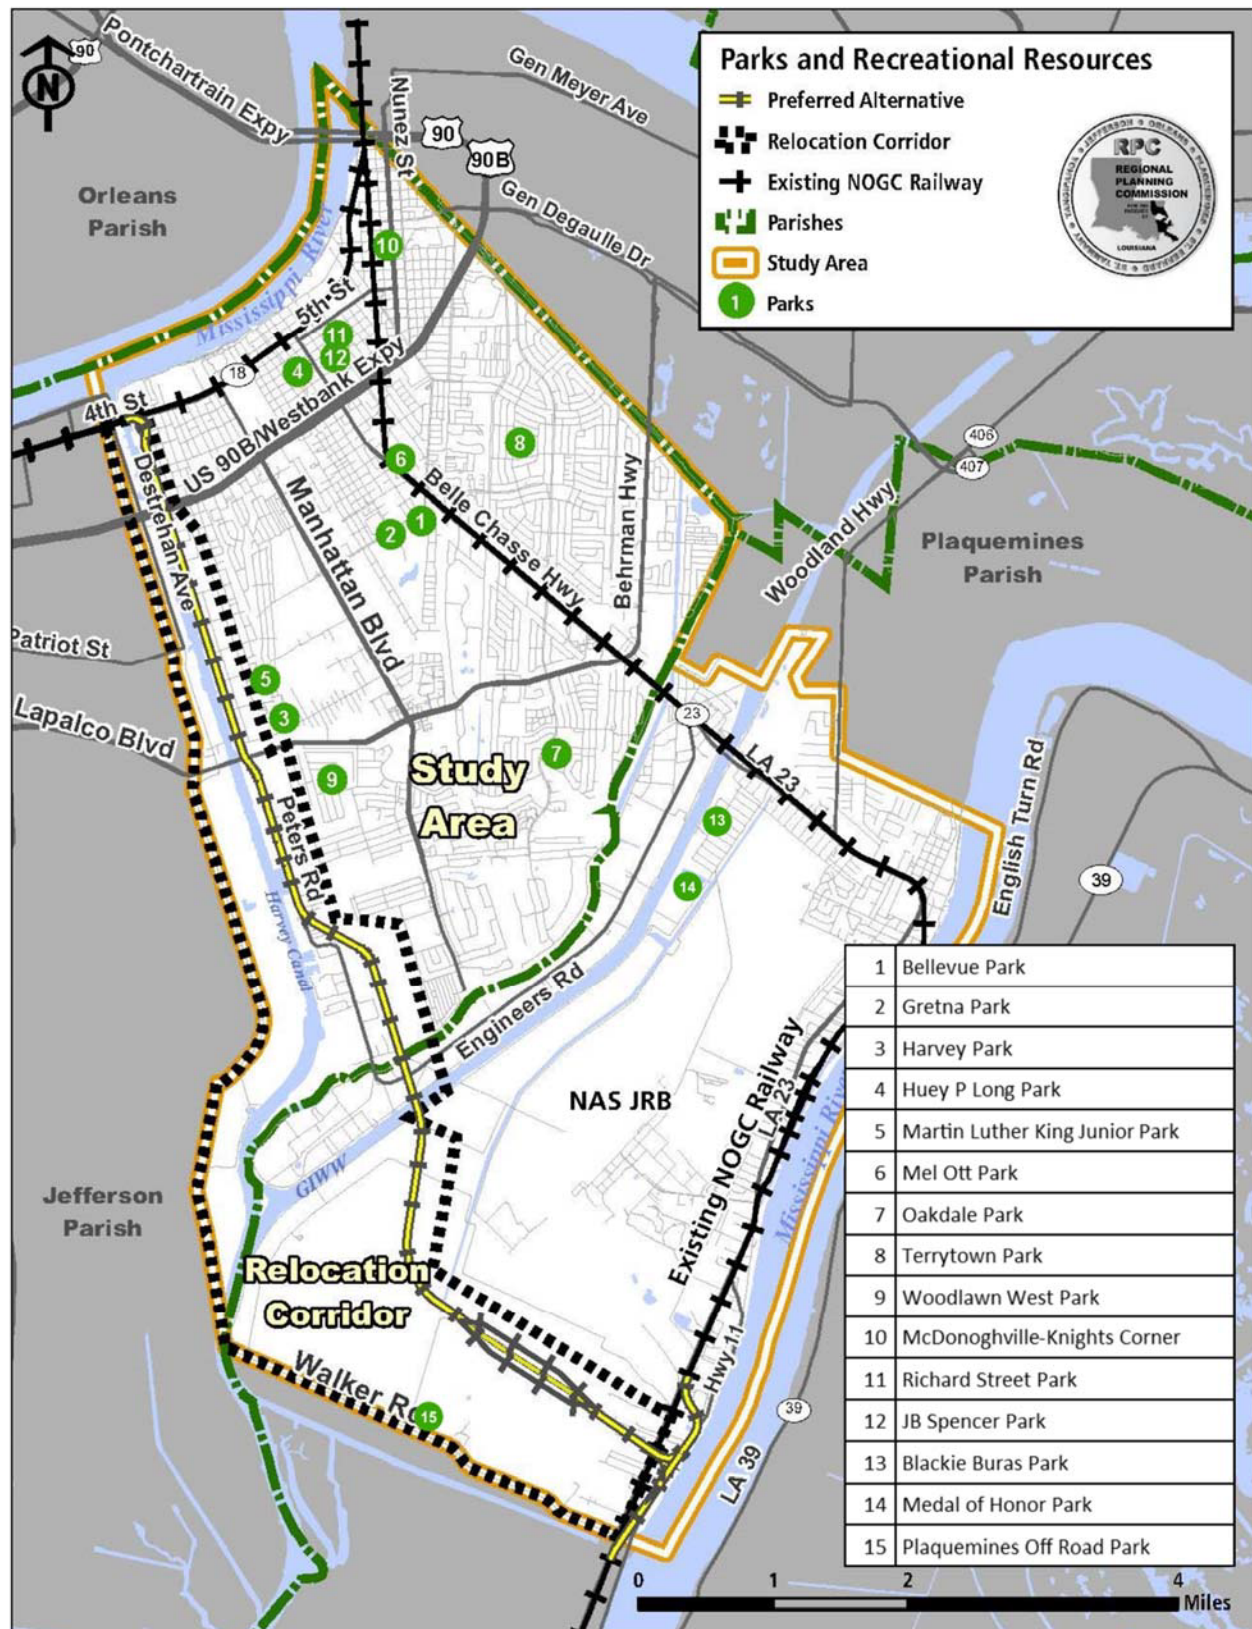 Parks and Recreational Resources
Preferred Alternative
Relocation Corridor
Existing NOGC Railway
Parishes
Study Area
1 Parks
RPC
REGIONAL
PLANNING
COMMISSION
LOUISIANA
N
90
Pontchartrain Expy
Nunez St
Gen Meyer Ave
90
90B
Gen Degaulle Dr
Orleans
Parish
Mississippi River
10
5th St
11
12
4
18
4th St
US 90B/Westbank Expy
8
6
Belle Chasse Hwy
1
2
Destrehan Ave
Manhattan Blvd
Behrman Hwy
Woodland Hwy
406
407
Plaquemines
Parish
Patriot St
5
3
Lapalco Blvd
9
Study
Area
7
23
LA 23
13
14
English Turn Rd
39
Peters Rd
Harvey Canal
Engineers Rd
NAS JRB
GIWW
Existing NOGC Railway
LA 23
Mississippi River
Jefferson
Parish
Relocation
Corridor
Hwy 11
Walker Rd
15
39
LA 39
1 Bellevue Park
2 Gretna Park
3 Harvey Park
4 Huey P Long Park
5 Martin Luther King Junior Park
6 Mel Ott Park
7 Oakdale Park
8 Terrytown Park
9 Woodlawn West Park
10 McDonoghville-Knights Corner
11 Richard Street Park
12 JB Spencer Park
13 Blackie Buras Park
14 Medal of Honor Park
15 Plaquemines Off Road Park
0 1 2 4
Miles